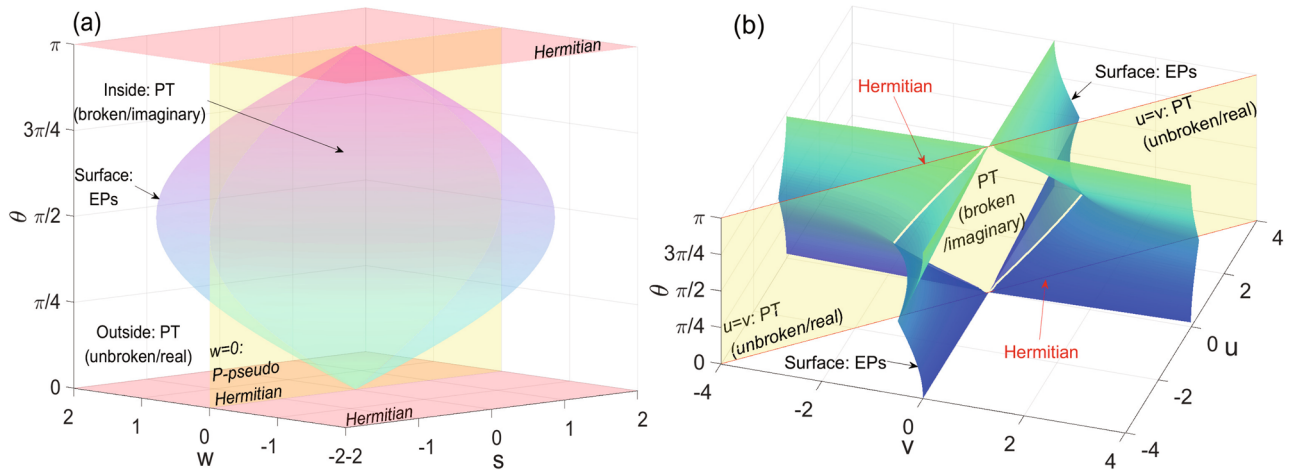 (a)
π
Hermitian
Inside: PT
(broken/imaginary)
3π/4
Surface:
EPs
θ
π/2
π/4
Outside: PT
(unbroken/real)
w=0:
P-pseudo
Hermitian
0
Hermitian
2
1
0
-1
-2
-2
-1
0
1
2
w
s
(b)
Surface: EPs
Hermitian
u=v: PT
(unbroken/real)
PT
(broken
/imaginary)
π
3π/4
θ
π/2
π/4
0
u=v: PT
(unbroken/real)
Hermitian
Surface: EPs
-4
-2
0
2
4
v
-4
-2
0
2
4
u